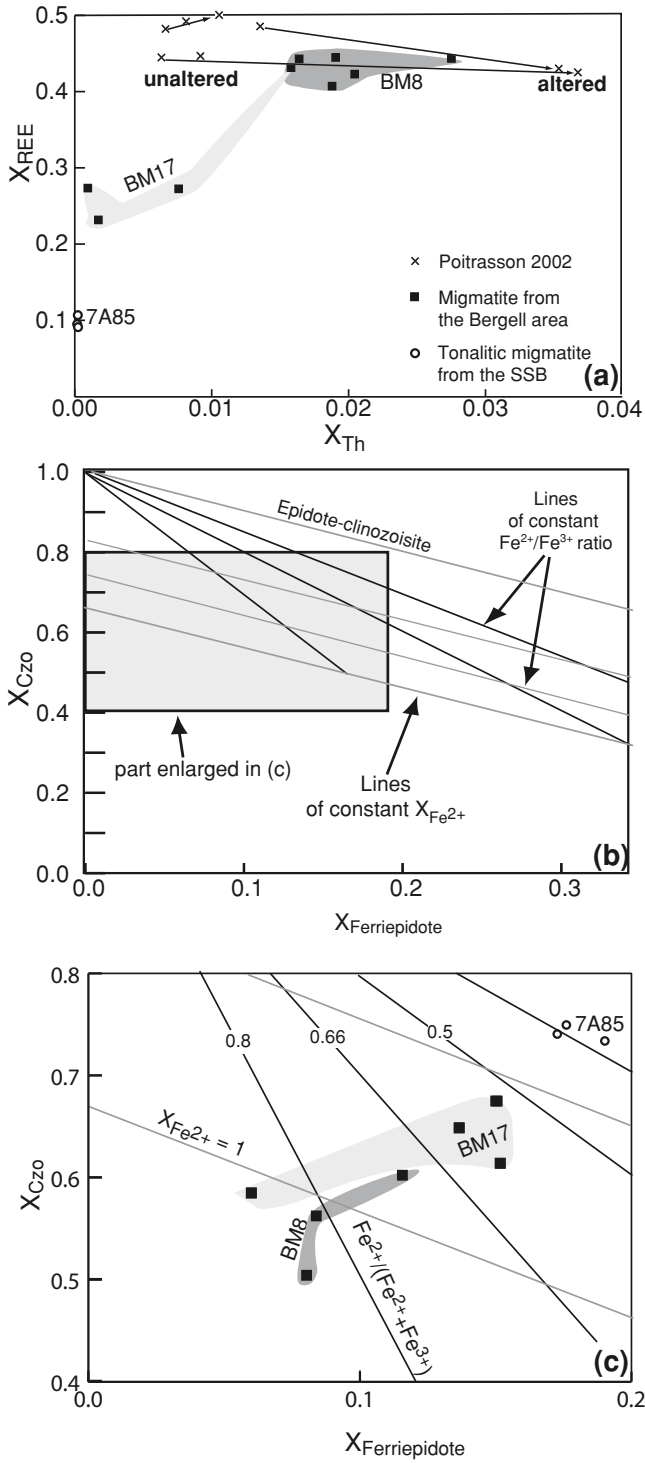 0.5
0.4
0.3
0.2
0.1
X_REE
unaltered
BM8
altered
BM17
7A85
× Poitrasson 2002
■ Migmatite from
the Bergell area
○ Tonalitic migmatite
from the SSB
(a)
0.00
0.01
0.02
0.03
0.04
X_Th
1.0
0.8
0.6
0.4
0.2
0.0
X_Czo
Epidote-clinozoisite
Lines
of constant
Fe²⁺/Fe³⁺ ratio
part enlarged in (c)
Lines
of constant X_Fe²⁺
(b)
0.0
0.1
0.2
0.3
X_Ferriepidote
0.8
0.7
0.6
0.5
0.4
X_Czo
0.8
0.66
0.5
7A85
X_Fe²⁺ = 1
BM17
BM8
Fe²⁺/(Fe²⁺+Fe³⁺)
(c)
0.0
0.1
0.2
X_Ferriepidote